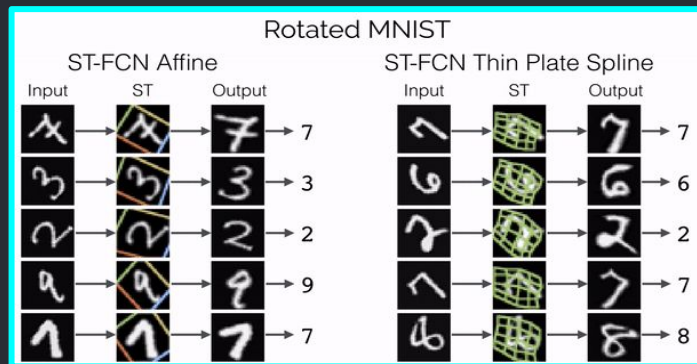 Rotated MNIST
ST-FCN Affine
Input ST Output
7
3
2
9
7
ST-FCN Thin Plate Spline
Input ST Output
7
6
2
7
8